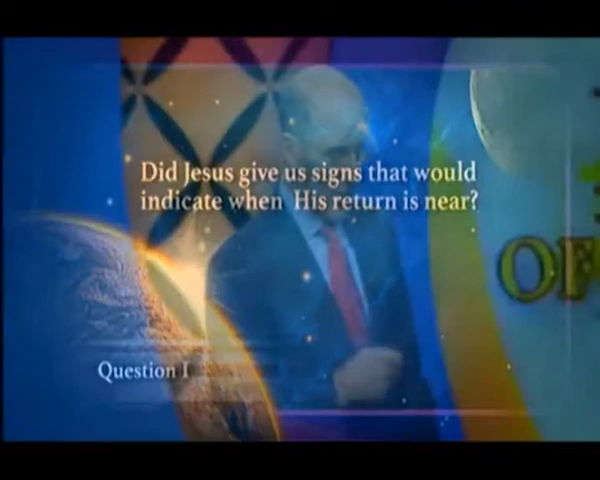 Did Jesus give us signs that would
indicate when His return is near?
OF
Question 1